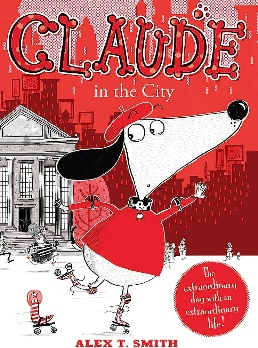 CLAUDE
in the City
The
extraordinary
dog with an
extraordinary
life!
ALEX T. SMITH